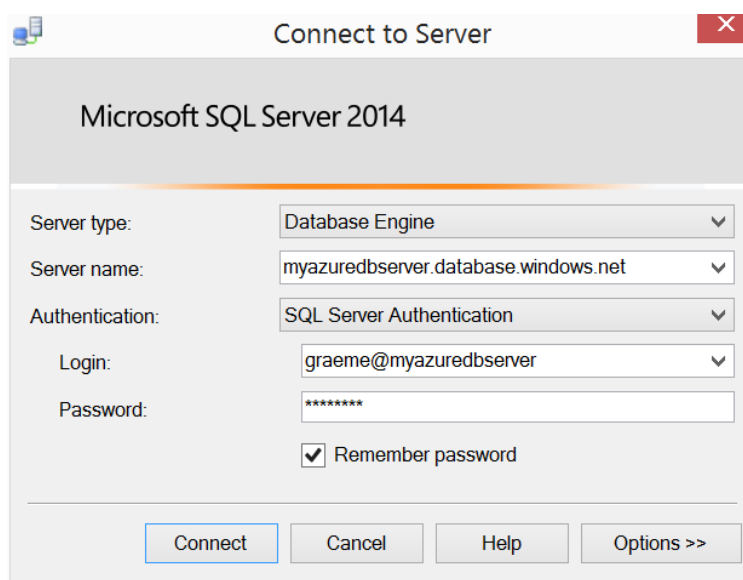 Connect to Server
Microsoft SQL Server 2014
Server type: Database Engine
Server name: myazuredbserver.database.windows.net
Authentication: SQL Server Authentication
Login: graeme@myazuredbserver
Password: ********
Remember password
Connect Cancel Help Options >>